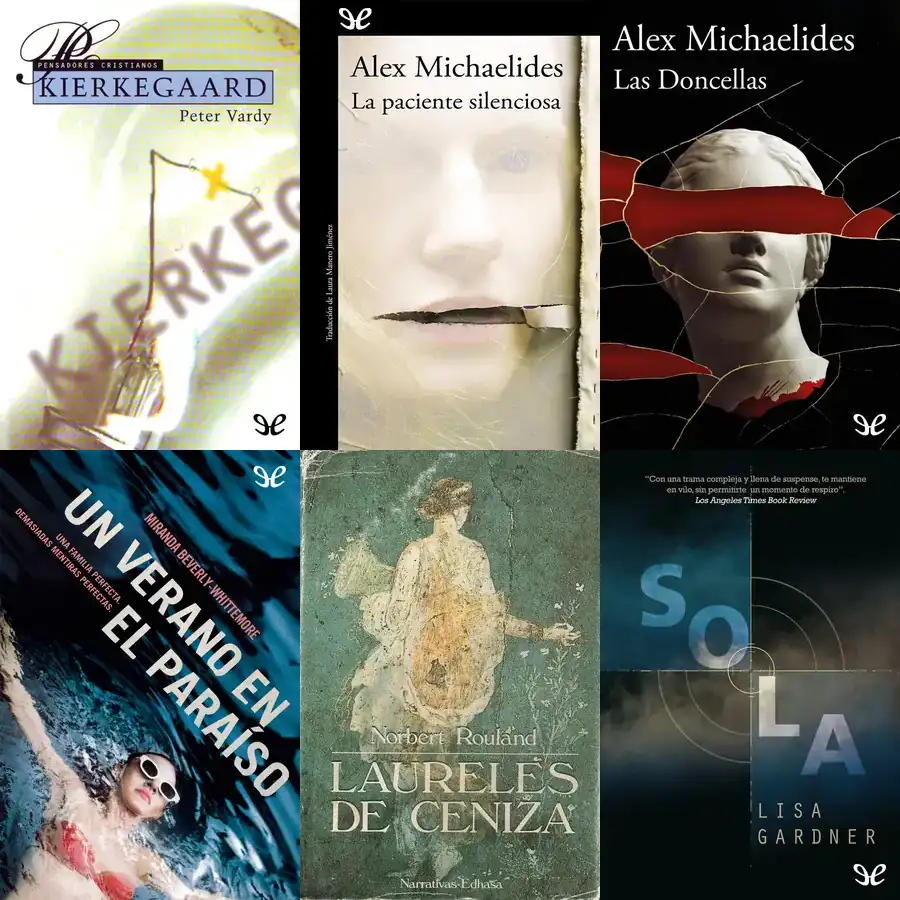 PENSADORES CRISTIANOS
KIERKEGAARD
Peter Vardy
KIERKEG
Alex Michaelides
La paciente silenciosa
Traducción de Laura Manero Jiménez
Alex Michaelides
Las Doncellas
MIRANDA BEVERLY-WHITTEMORE
UN VERANO EN
EL PARAÍSO
UNA FAMILIA PERFECTA.
DEMASIADAS MENTIRAS PERFECTAS.
Norbert Rouland
LAURELES
DE CENIZA
Narrativas-Edhasa
“Con una trama compleja y llena de suspense, te mantiene
en vilo, sin permitirte un momento de respiro”.
Los Angeles Times Book Review
SO
LA
LISA
GARDNER